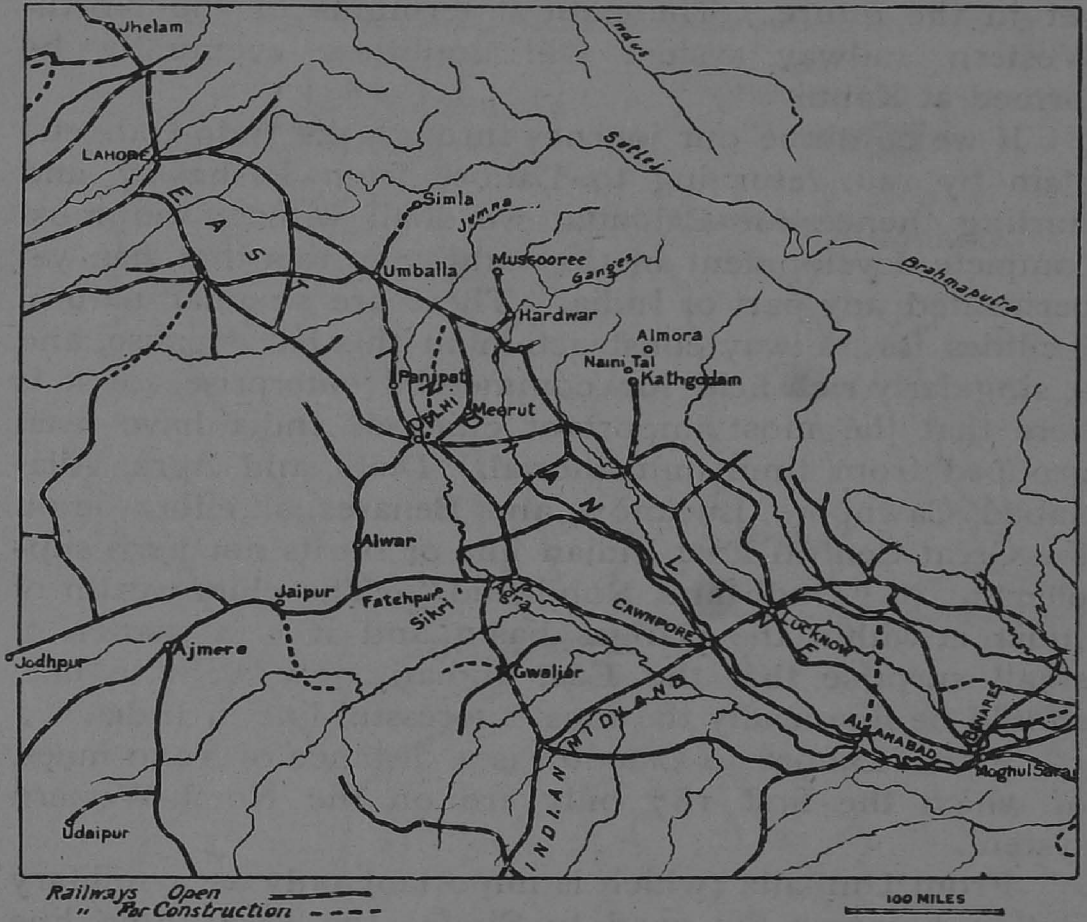 Jhelam
Indus
LAHORE
Sutlej
Simla
Jumna
EAST INDIAN LINE
Umballa
Mussooree
Ganges
Brahmaputra
Hardwar
Almora
Naini Tal
Kathgodam
Panipat
DELHI
Meerut
Alwar
Jaipur
Fatehpur
Sikri
Agra
CAWNPORE
LUCKNOW
Jodhpur
Ajmere
Gwalior
INDIAN MIDLAND
ALLAHABAD
BENARES
Moghul Sarai
Udaipur
Railways Open
" For Construction
100 MILES